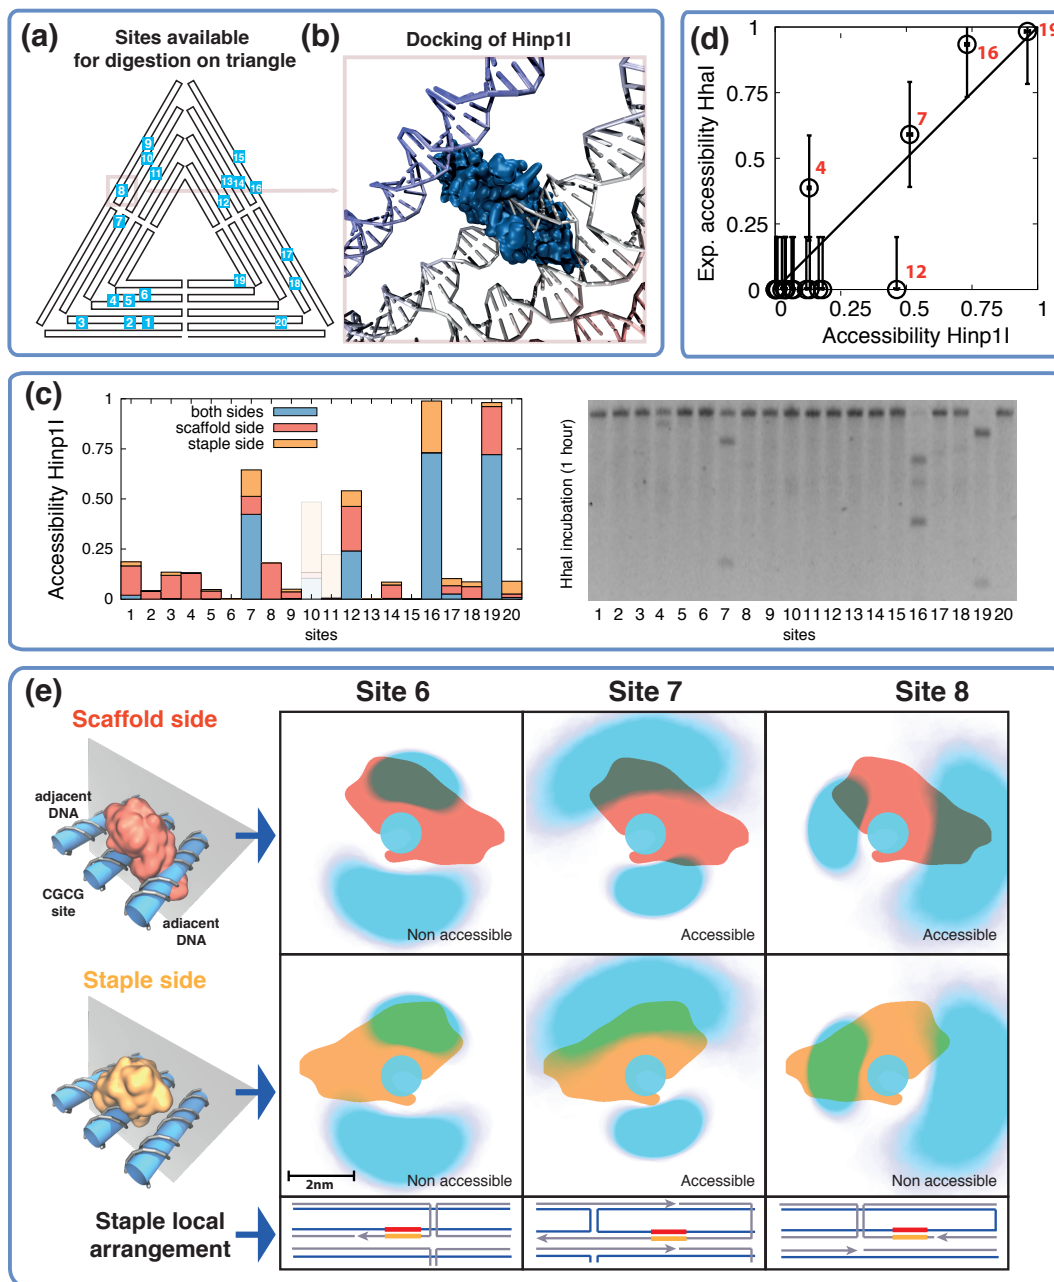 (a)
Sites available
for digestion on triangle
9
10
11
15
8
13
14
16
12
7
17
6
19
18
4
5
3
2
1
20
(b)
Docking of Hinp1I
(d)
Exp. accessibility HhaI
1
0.75
0.5
0.25
0
19
16
7
4
12
0
0.25
0.5
0.75
1
Accessibility Hinp1I
(c)
Accessibility Hinp1I
1
0.75
0.50
0.25
0
both sides
scaffold side
staple side
1 2 3 4 5 6 7 8 9 10 11 12 13 14 15 16 17 18 19 20
sites
HhaI incubation (1 hour)
1 2 3 4 5 6 7 8 9 10 11 12 13 14 15 16 17 18 19 20
sites
(e)
Site 6
Site 7
Site 8
Scaffold side
adjacent
DNA
CGCG
site
adjacent
DNA
Non accessible
Accessible
Accessible
Staple side
2nm
Non accessible
Accessible
Non accessible
Staple local
arrangement